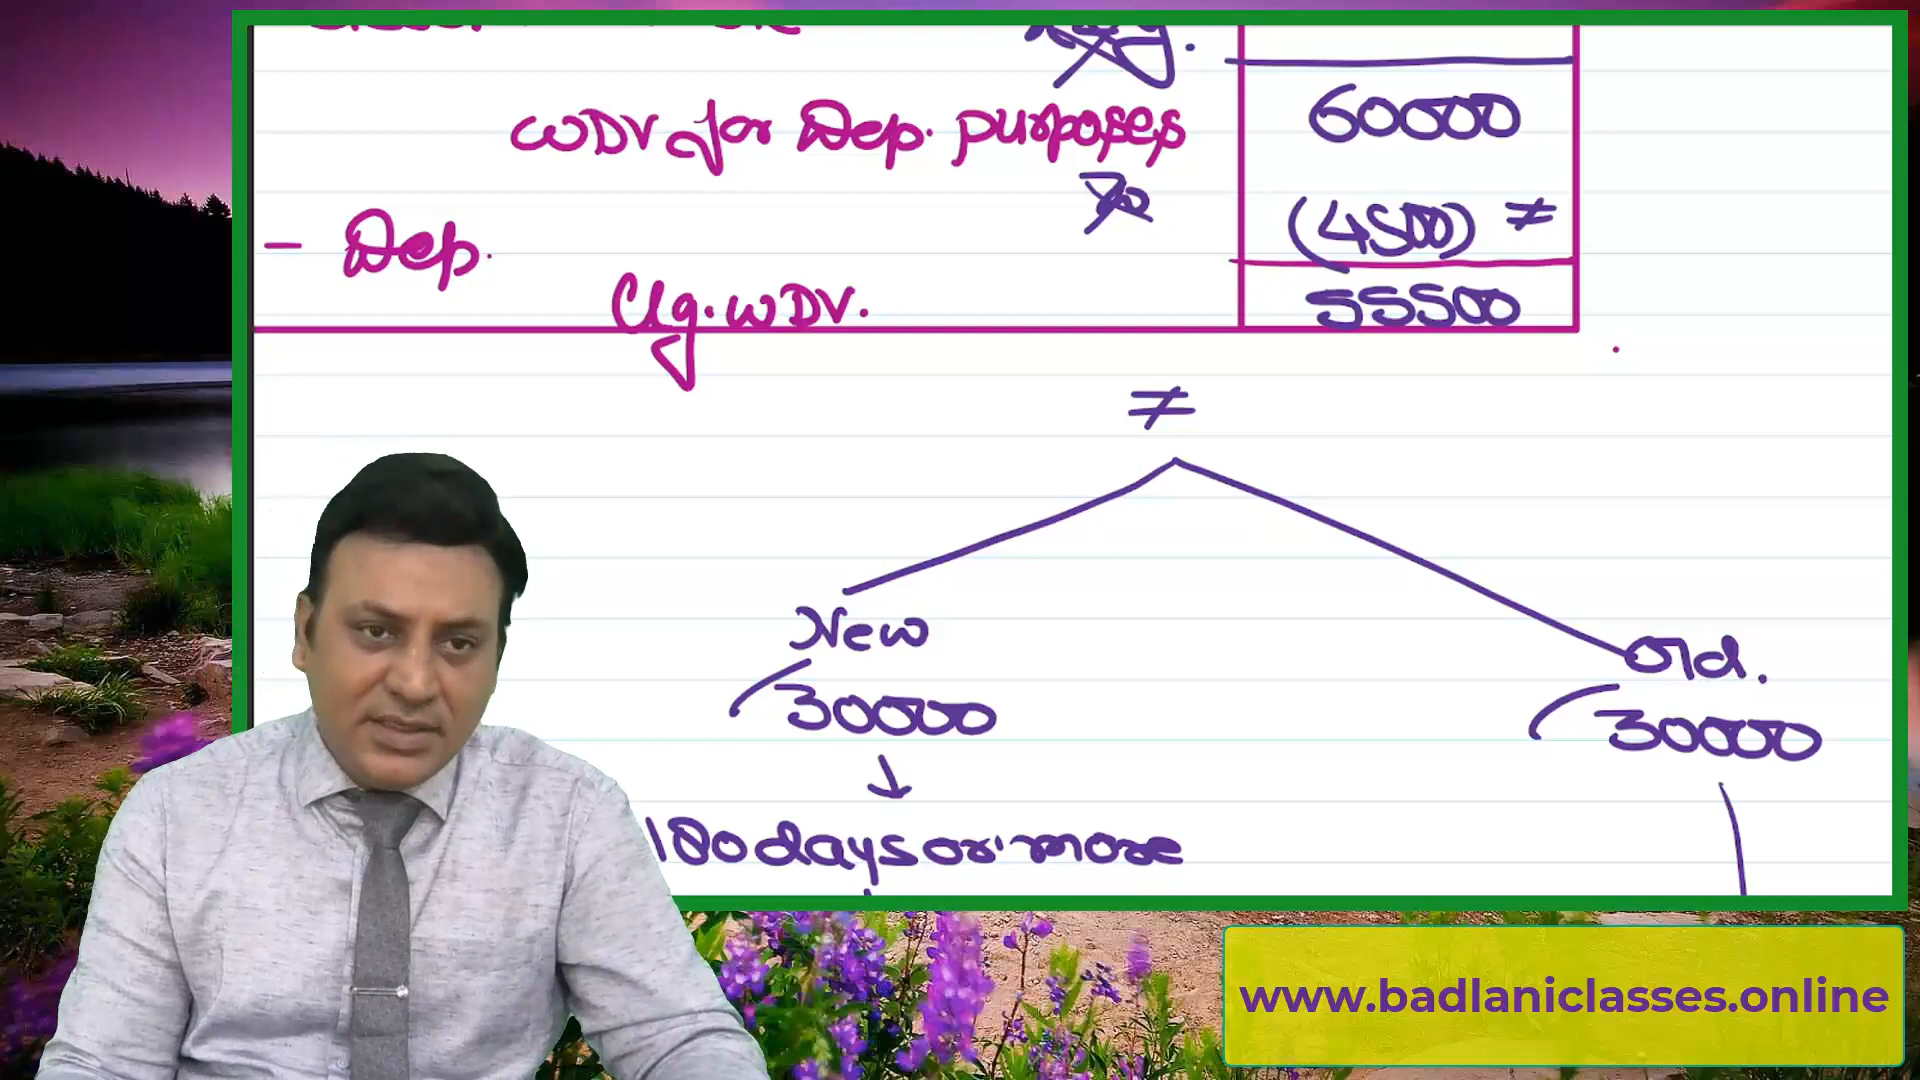 WDV for Dep. purposes 60000
- Dep. (4500) ≠
Clg. WDV. 55500
≠
New
Old.
30000
30000
180 days or more
www.badlaniclasses.online